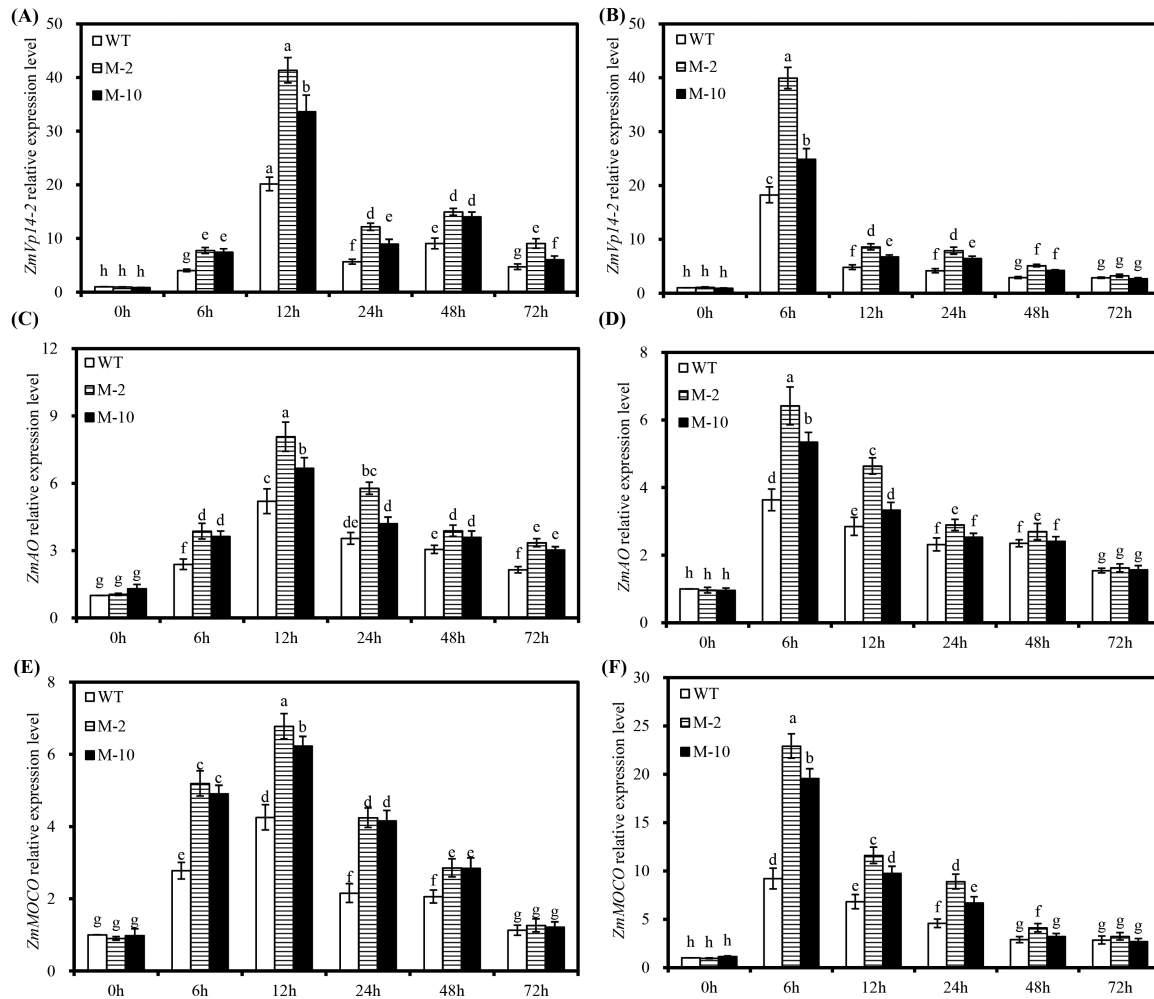 (A)
ZmVp14-2 relative expression level
50
40
30
20
10
0
WT
M-2
M-10
h h h
g e e
a a b
f d e
e d d
g e f
0h 6h 12h 24h 48h 72h
(B)
ZmVp14-2 relative expression level
50
40
30
20
10
0
WT
M-2
M-10
h h h
c a b
f d e
f d e
g f f
g g g
0h 6h 12h 24h 48h 72h
(C)
ZmAO relative expression level
12
9
6
3
0
WT
M-2
M-10
g g g
f d d
c a b
de bc d
e d d
f e e
0h 6h 12h 24h 48h 72h
(D)
ZmAO relative expression level
8
6
4
2
0
WT
M-2
M-10
h h h
d a b
e c d
f e f
f e f
g g g
0h 6h 12h 24h 48h 72h
(E)
ZmMOCO relative expression level
8
6
4
2
0
WT
M-2
M-10
g g g
e c c
d a b
f d d
f e e
g g g
0h 6h 12h 24h 48h 72h
(F)
ZmMOCO relative expression level
30
25
20
15
10
5
0
WT
M-2
M-10
h h h
d a b
e c d
f d e
g f g
g g g
0h 6h 12h 24h 48h 72h